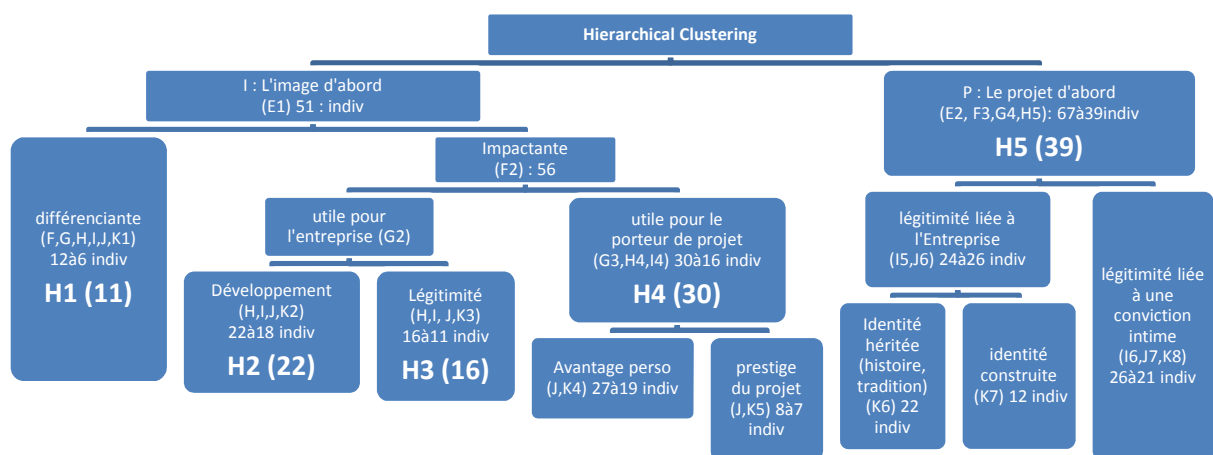 Hierarchical Clustering
I : L'image d'abord
(E1) 51 : indiv
P : Le projet d'abord
(E2, F3,G4,H5): 67à39indiv
H5 (39)
différenciante
(F,G,H,I,J,K1)
12à6 indiv
H1 (11)
Impactante
(F2) : 56
utile pour
l'entreprise (G2)
Développement
(H,I,J,K2)
22à18 indiv
H2 (22)
Légitimité
(H,I, J,K3)
16à11 indiv
H3 (16)
utile pour le
porteur de projet
(G3,H4,I4) 30à16 indiv
H4 (30)
Avantage perso
(J,K4) 27à19 indiv
prestige
du projet
(J,K5) 8à7
indiv
légitimité liée à
l'Entreprise
(I5,J6) 24à26 indiv
Identité
héritée
(histoire,
tradition)
(K6) 22
indiv
identité
construite
(K7) 12 indiv
légitimité liée
à une
conviction
intime
(I6,J7,K8)
26à21 indiv